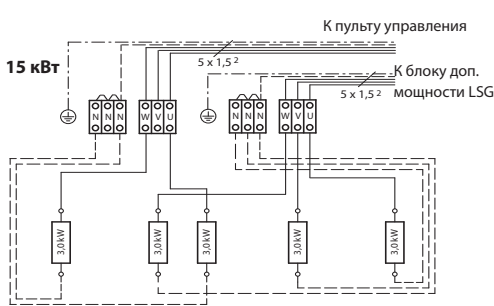 К пульту управления
15 кВт
5 x 1,5 2
К блоку доп.
5 x 1,5 2
мощности LSG
N N N W V U N N N W V U
3,0kW 3,0kW 3,0kW 3,0kW 3,0kW